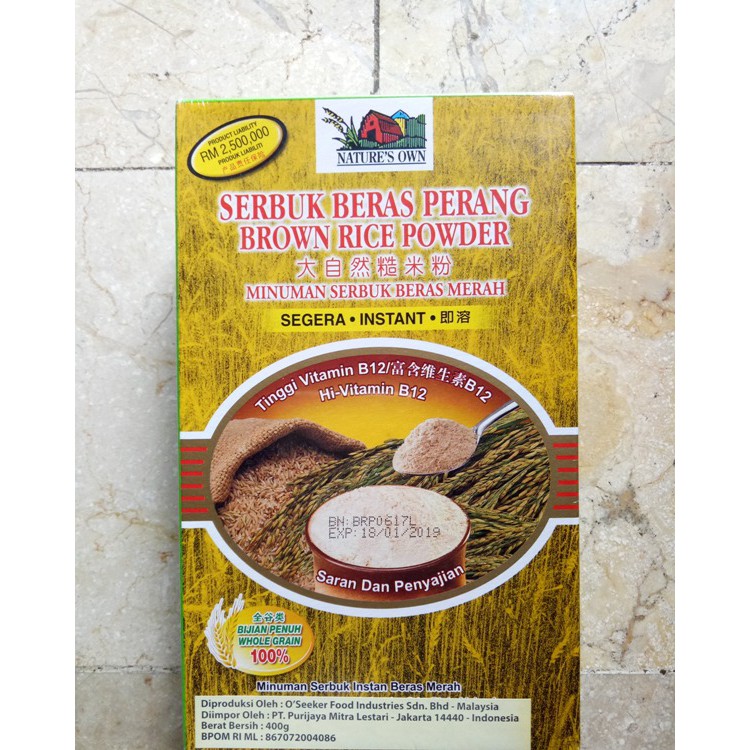 PRODUCT LIABILITY
RM 2,500,000
PRODUK LIABILITI
产品责任保险
NATURE'S OWN
SERBUK BERAS PERANG
BROWN RICE POWDER
大自然糙米粉
MINUMAN SERBUK BERAS MERAH
SEGERA • INSTANT • 即溶
Tinggi Vitamin B12/富含维生素B12
Hi-Vitamin B12
BN:BRP0617L
EXP:18/01/2019
Saran Dan Penyajian
全谷类
BIJIAN PENUH
WHOLE GRAIN
100%
Minuman Serbuk Instan Beras Merah
Diproduksi Oleh : O'Seeker Food Industries Sdn. Bhd - Malaysia
Diimpor Oleh : PT. Purijaya Mitra Lestari - Jakarta 14440 - Indonesia
Berat Bersih : 400g
BPOM RI ML : 867072004086